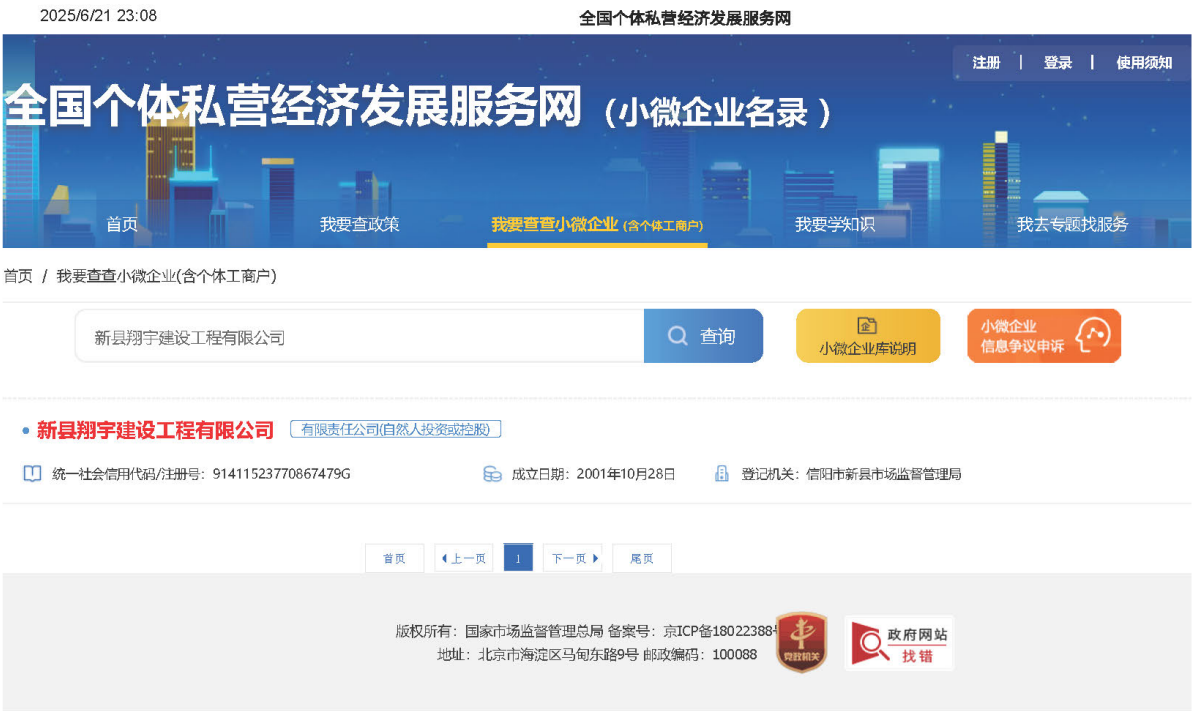 2025/6/21 23:08 全国个体私营经济发展服务网
注册 | 登录 | 使用须知
全国个体私营经济发展服务网（小微企业名录）
首页 我要查政策 我要查查小微企业 (含个体工商户) 我要学知识 我去专题找服务
首页 / 我要查查小微企业(含个体工商户)
新县翔宇建设工程有限公司 查询 小微企业库说明 小微企业
信息争议申诉
新县翔宇建设工程有限公司 有限责任公司(自然人投资或控股)
统一社会信用代码/注册号：91411523770867479G 成立日期：2001年10月28日 登记机关：信阳市新县市场监督管理局
首页 上一页 1 下一页 尾页
版权所有：国家市场监督管理总局 备案号：京ICP备18022388号
地址：北京市海淀区马甸东路9号 邮政编码：100088
党政机关
政府网站
找错